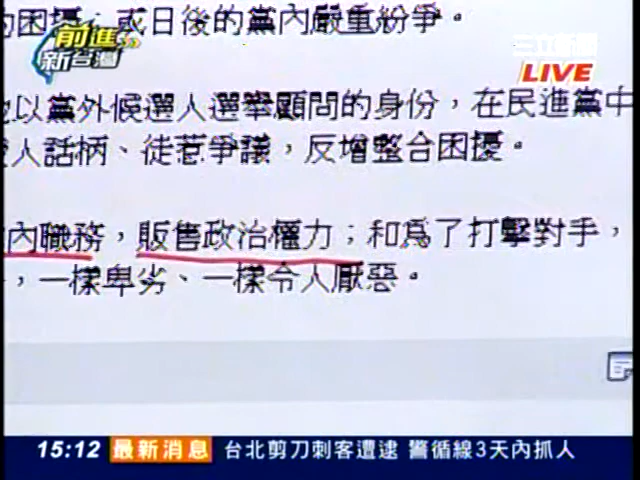 的困擾；或日後的黨內嚴重紛爭。
前進
新台灣
三立新聞
LIVE
以黨外候選人選舉顧問的身份，在民進黨中
人話柄、徒惹爭議，反增整合困擾。
內職務，販售政治權力；和為了打擊對手，
，一樣卑劣、一樣令人厭惡。
15:12 最新消息 台北剪刀刺客遭逮 警循線3天內抓人